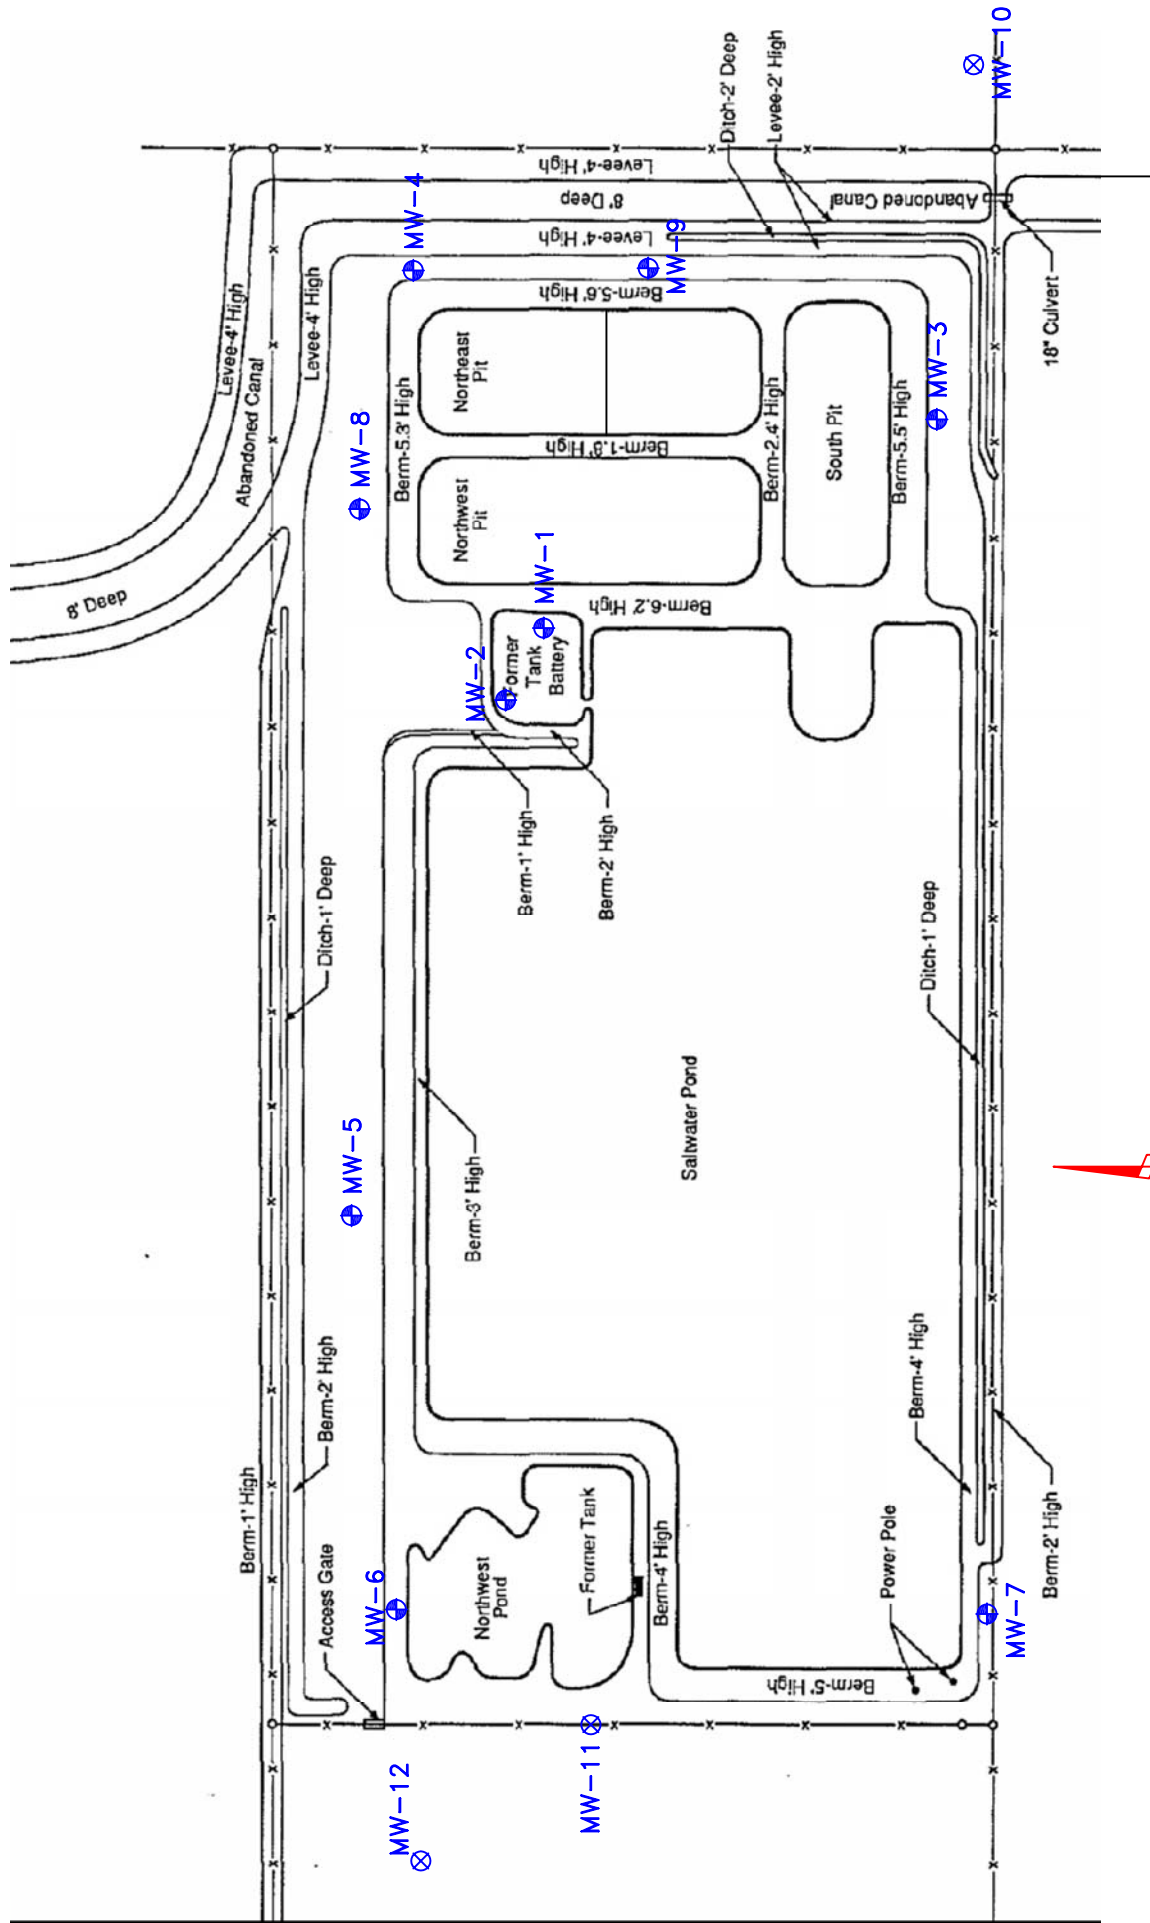 MW-10
Ditch-2' Deep
Levee-2' High
Levee-4' High
8' Deep
Abandoned Canal
Levee-4' High
MW-4
MW-9
Levee-4' High
Abandoned Canal
Levee-4' High
8' Deep
18" Culvert
Berm-5.6' High
MW-8
Berm-5.3' High
Northeast
Pit
Berm-1.8' High
Northwest
Pit
Berm-2.4' High
South Pit
Berm-5.5' High
MW-3
MW-1
Berm-6.2' High
MW-2
Former
Tank
Battery
Berm-1' High
Berm-2' High
Ditch-1' Deep
Ditch-1' Deep
MW-5
Berm-3' High
Saltwater Pond
Berm-2' High
Berm-4' High
Berm-1' High
Access Gate
MW-6
Northwest
Pond
Former Tank
Berm-4' High
Power Pole
Berm-2' High
MW-7
Berm-5' High
MW-12
MW-11